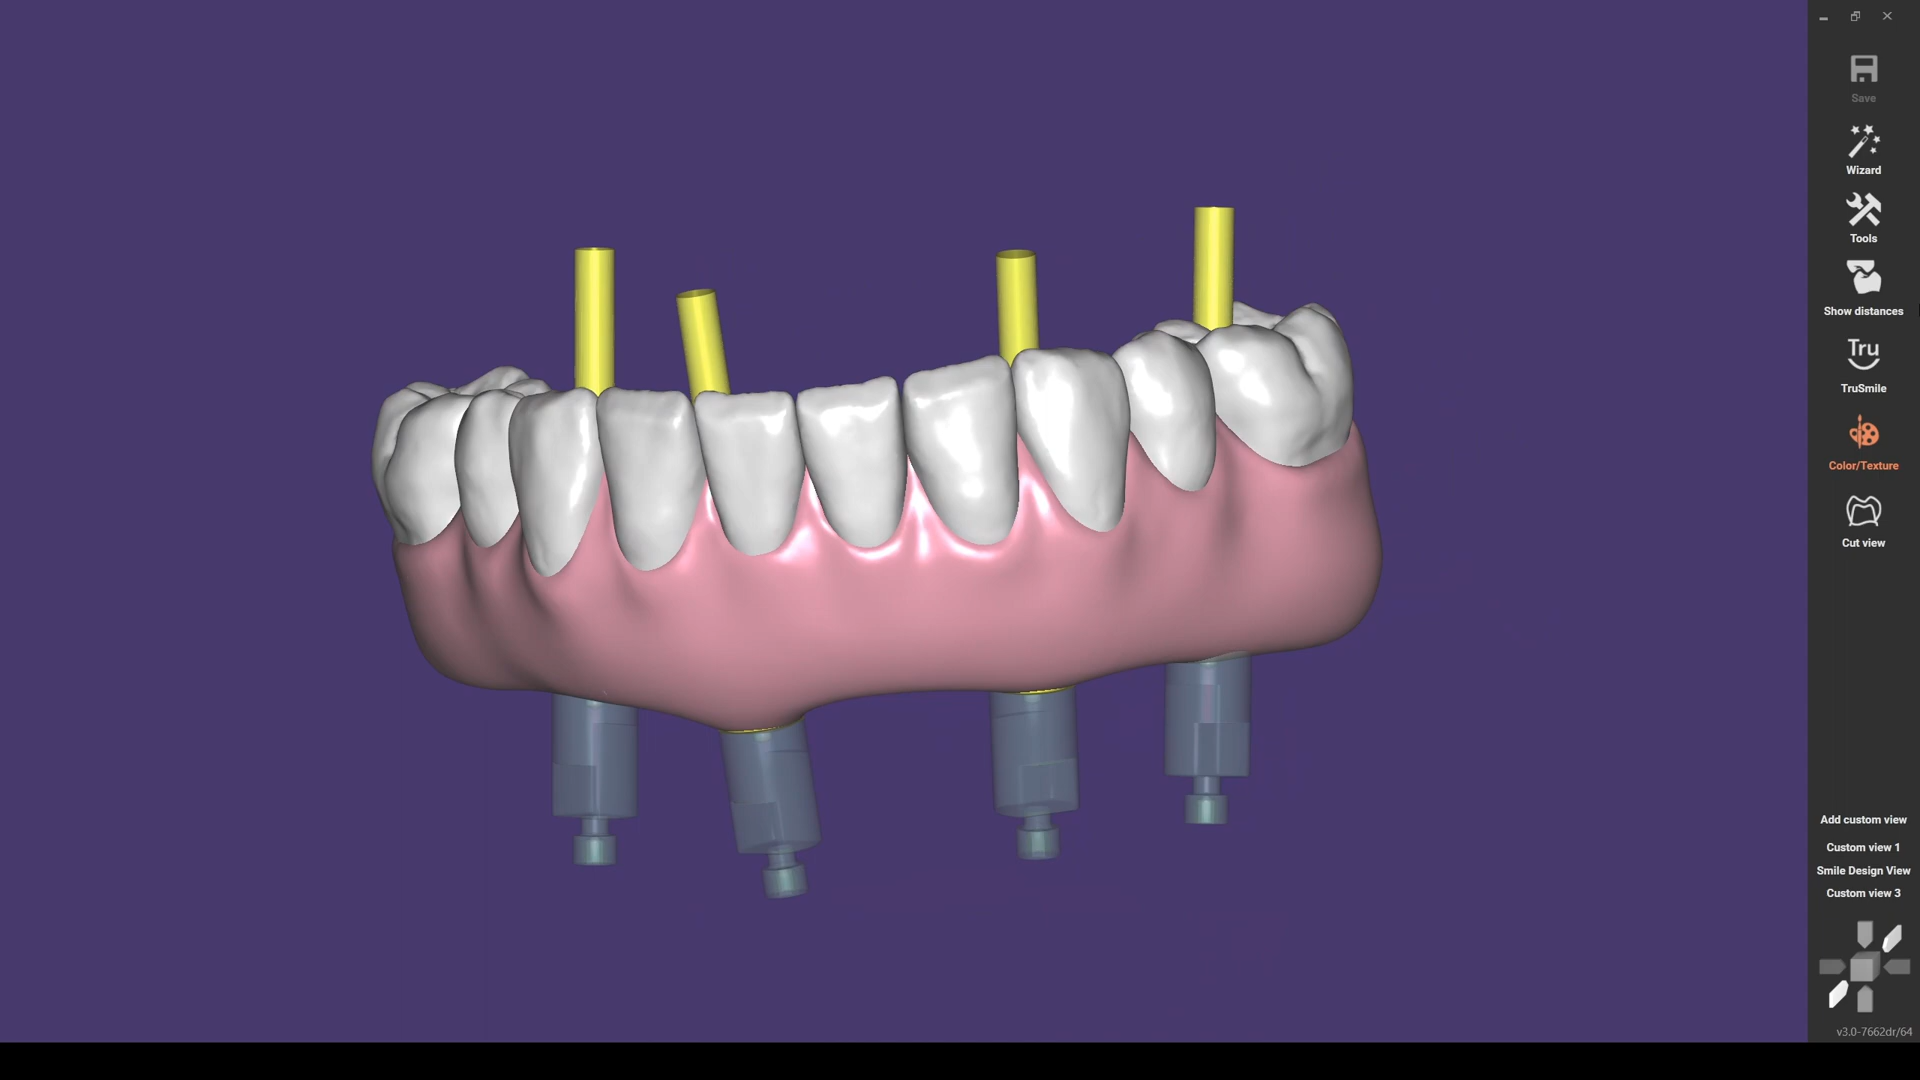 Save
Wizard
Tools
Show distances
Tru
TruSmile
Color/Texture
Cut view
Add custom view
Custom view 1
Smile Design View
Custom view 3
v3.0-7662dr/64